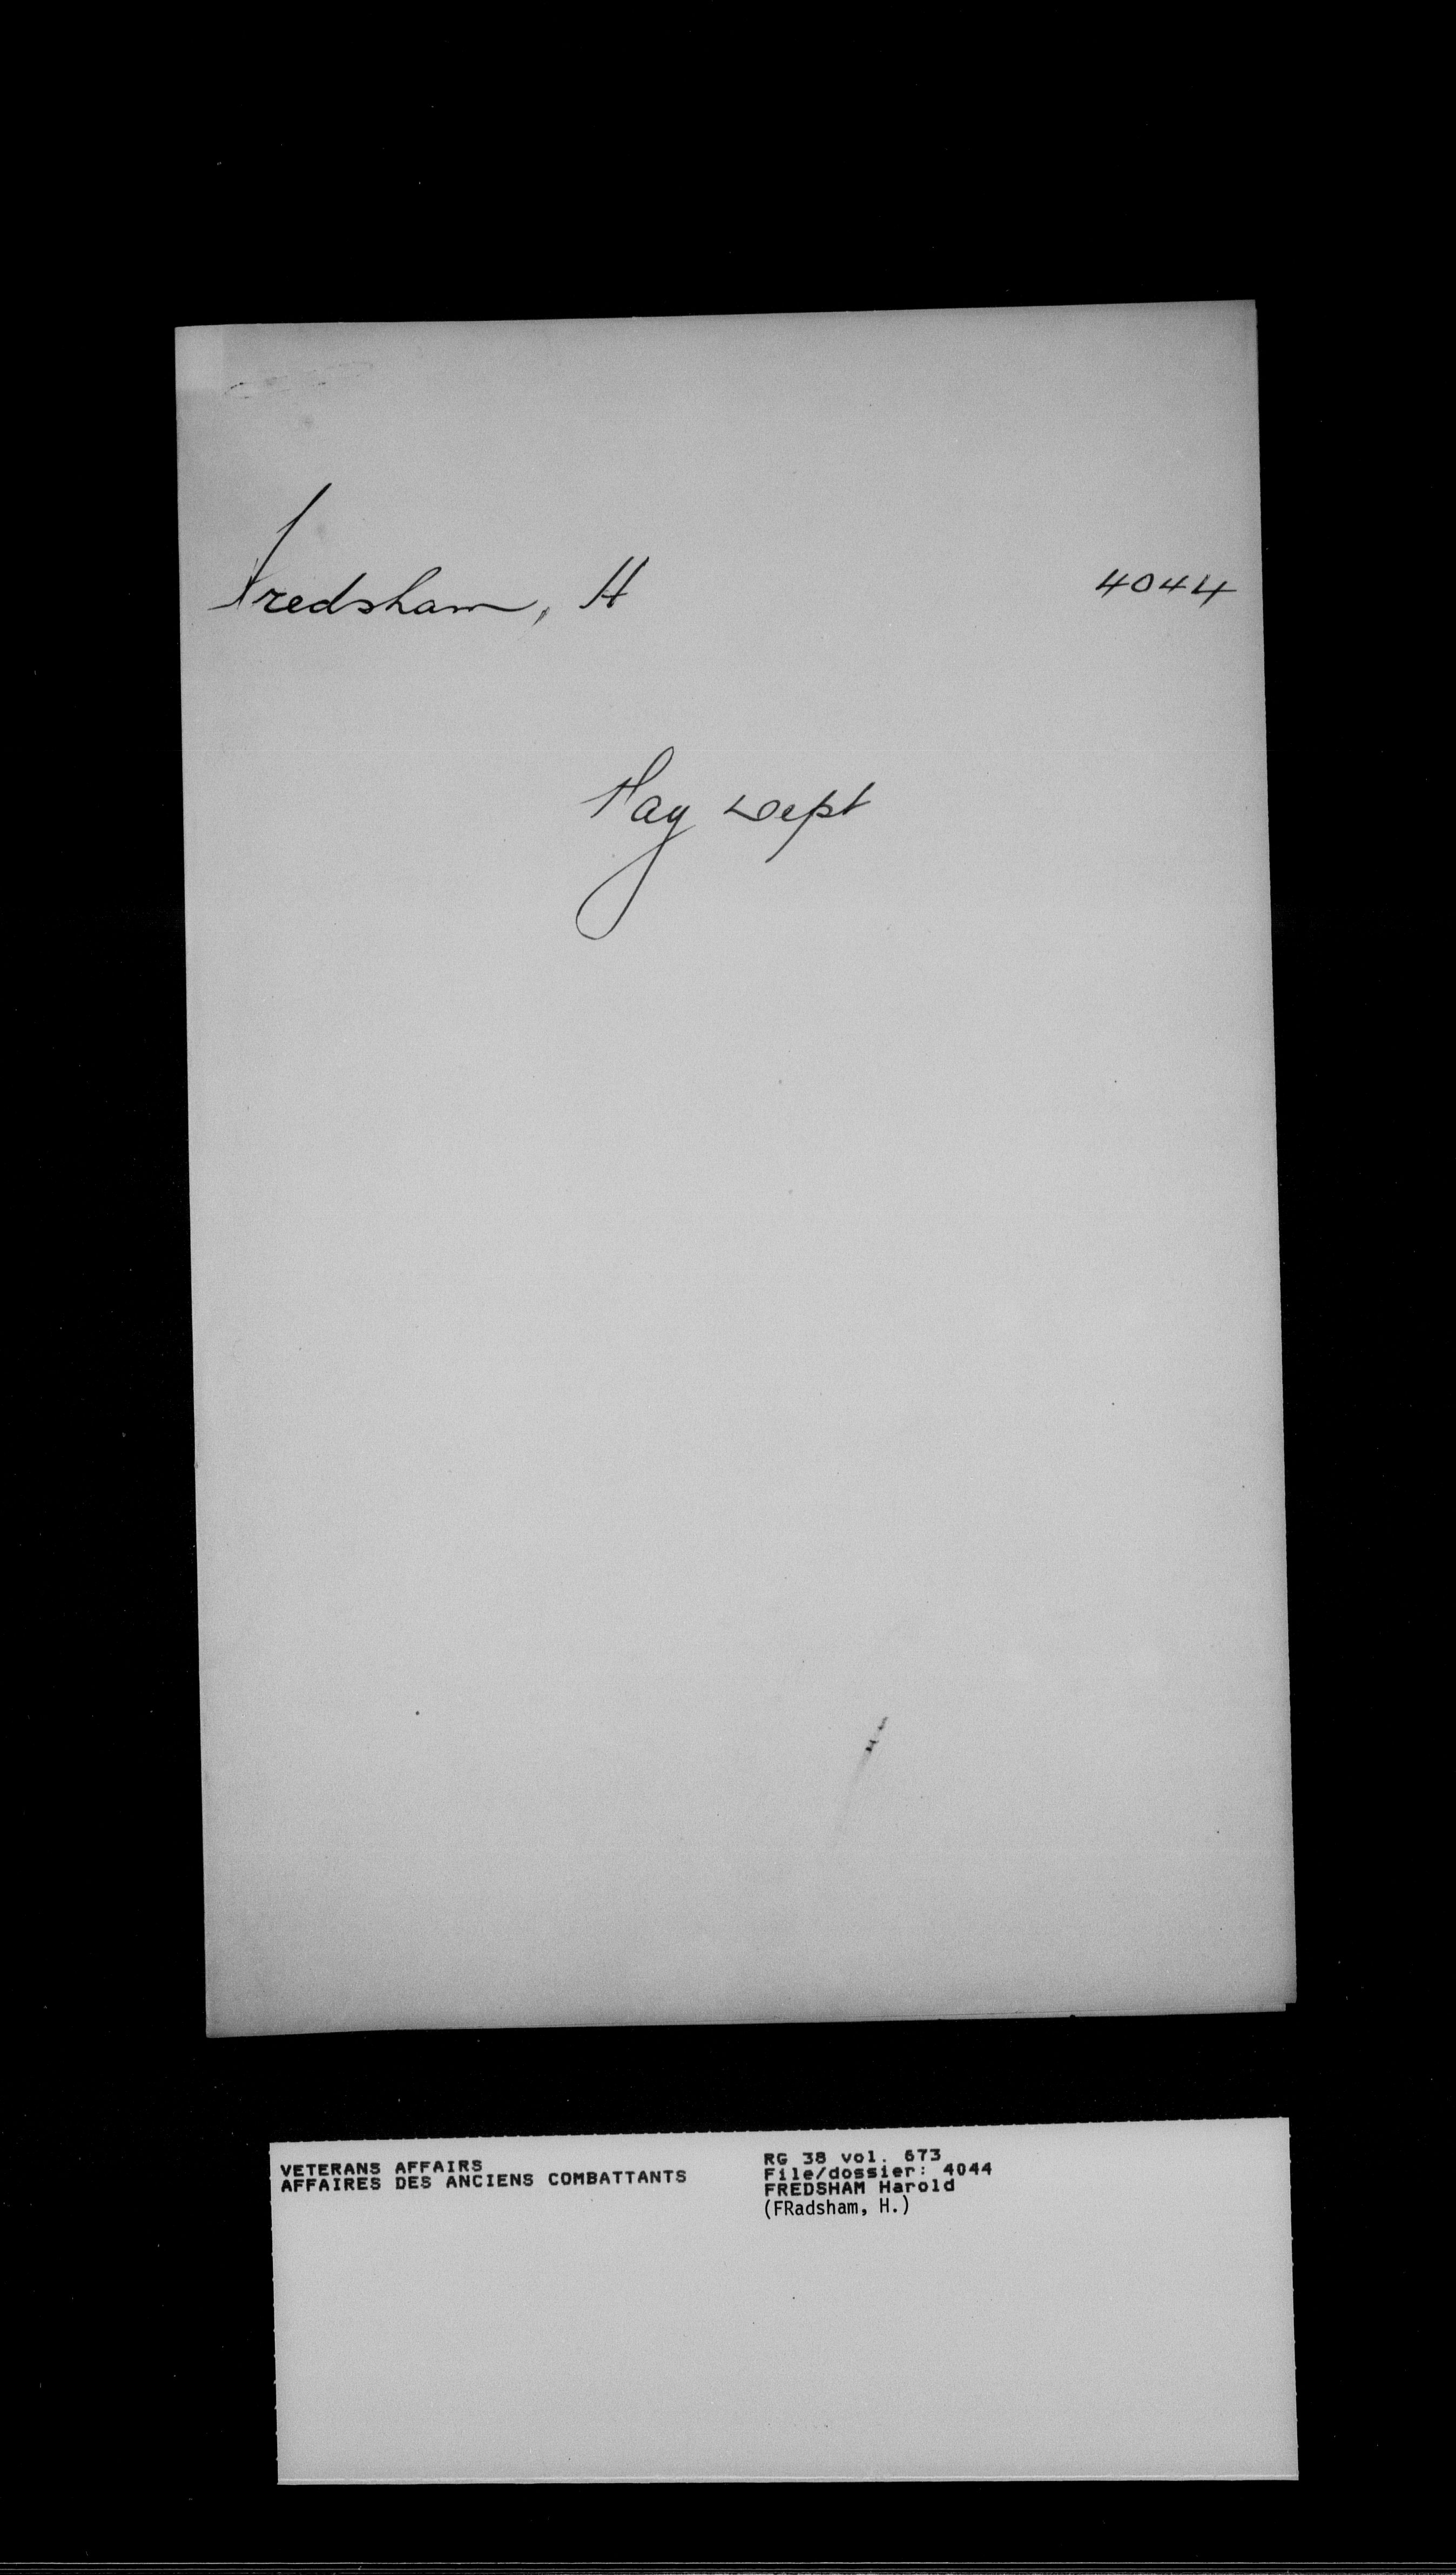 Fredsham, H
4044
Hay Dept
VETERANS AFFAIRS
AFFAIRES DES ANCIENS COMBATTANTS
RG 38 vol. 673
File/dossier: 4044
FREDSHAM Harold
(FRadsham, H.)